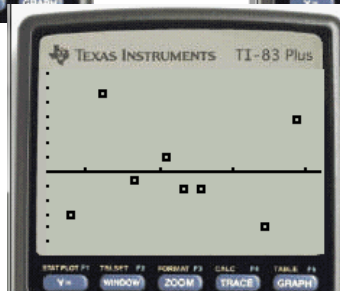 GRAPH
Y=
TEXAS INSTRUMENTS TI-83 Plus
STAT PLOT F1 TBLSET F2 FORMAT F3 CALC F4 TABLE F5
Y= WINDOW ZOOM TRACE GRAPH